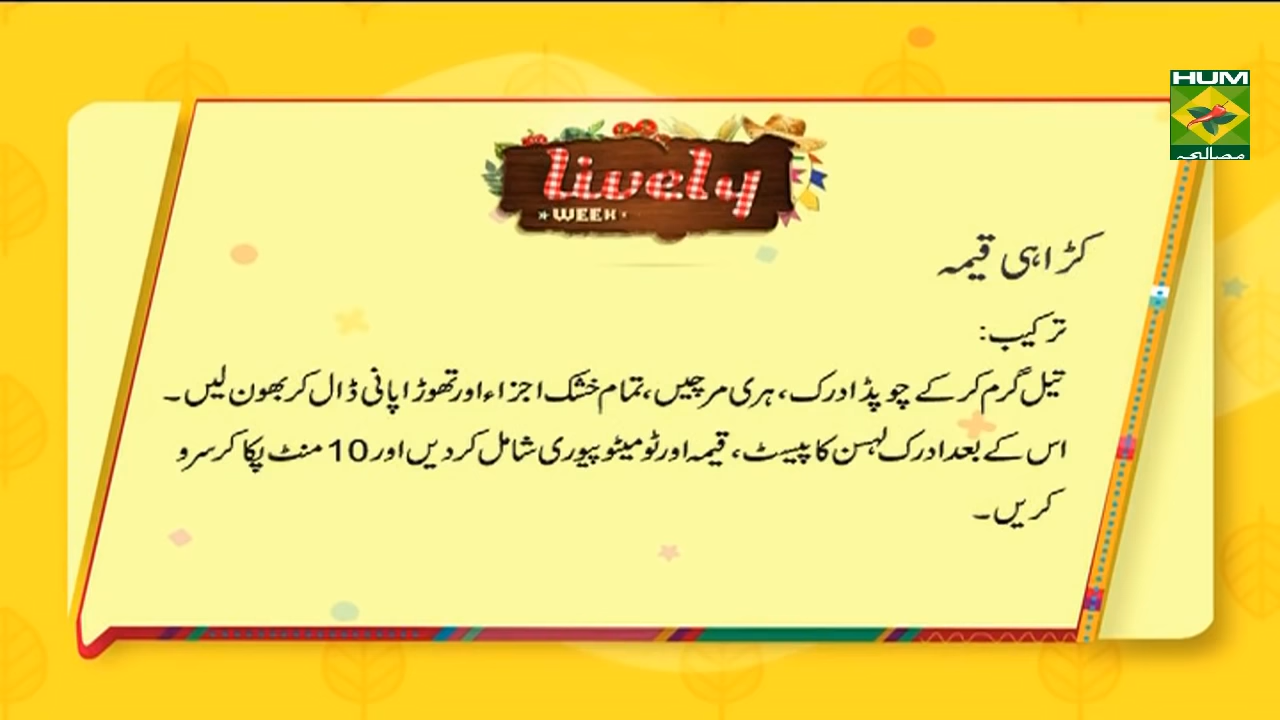 HUM
مصالحہ
lively
WEEK
کڑاہی قیمہ
ترکیب:
تیل گرم کر کے چوپڈ ادرک، ہری مرچیں، تمام خشک اجزاء اور تھوڑا پانی ڈال کر بھون لیں۔
اس کے بعد ادرک لہسن کا پیسٹ، قیمہ اور ٹومیٹو پیوری شامل کر دیں اور 10 منٹ پکا کر سرو
کریں۔